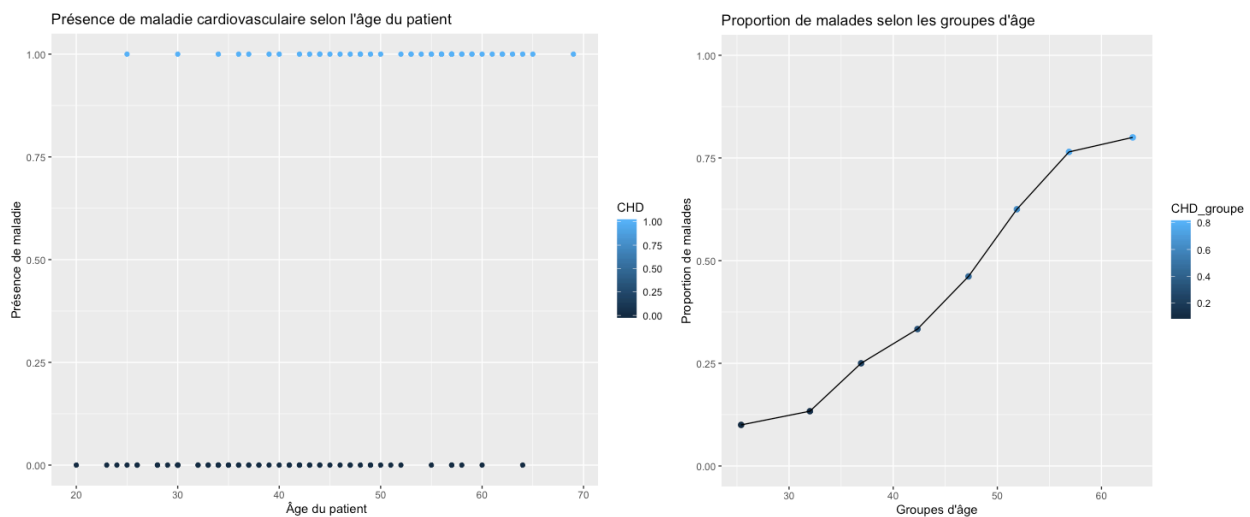 Présence de maladie cardiovasculaire selon l'âge du patient
1.00
0.75
0.50
0.25
0.00
Présence de maladie
20 30 40 50 60 70
Âge du patient
CHD
1.00
0.75
0.50
0.25
0.00
Proportion de malades selon les groupes d'âge
1.00
0.75
0.50
0.25
0.00
Proportion de malades
30 40 50 60
Groupes d'âge
CHD_groupe
0.8
0.6
0.4
0.2